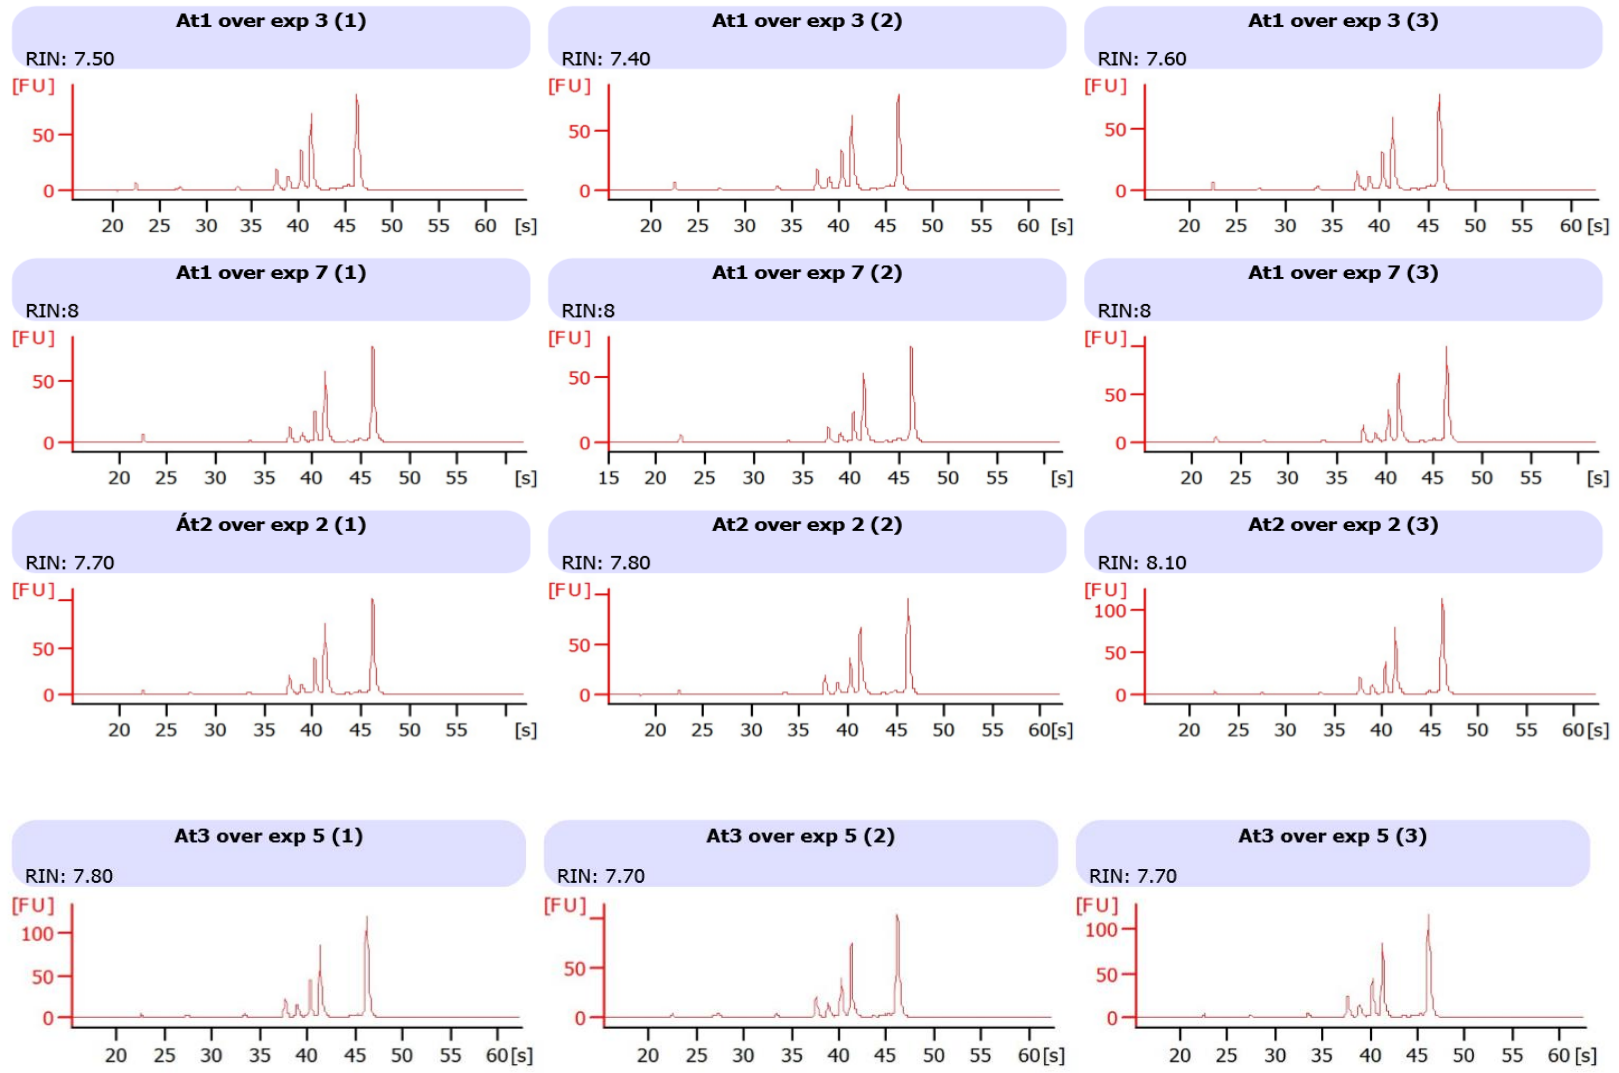 At1 over exp 3 (1)
RIN: 7.50
[FU]
50
0
20 25 30 35 40 45 50 55 60 [s]
At1 over exp 3 (2)
RIN: 7.40
[FU]
50
0
20 25 30 35 40 45 50 55 60 [s]
At1 over exp 3 (3)
RIN: 7.60
[FU]
50
0
20 25 30 35 40 45 50 55 60 [s]
At1 over exp 7 (1)
RIN:8
[FU]
50
0
20 25 30 35 40 45 50 55 [s]
At1 over exp 7 (2)
RIN:8
[FU]
50
0
15 20 25 30 35 40 45 50 55 [s]
At1 over exp 7 (3)
RIN:8
[FU]
50
0
20 25 30 35 40 45 50 55 [s]
Át2 over exp 2 (1)
RIN: 7.70
[FU]
50
0
20 25 30 35 40 45 50 55 [s]
At2 over exp 2 (2)
RIN: 7.80
[FU]
50
0
20 25 30 35 40 45 50 55 60[s]
At2 over exp 2 (3)
RIN: 8.10
[FU]
100
50
0
20 25 30 35 40 45 50 55 60[s]
At3 over exp 5 (1)
RIN: 7.80
[FU]
100
50
0
20 25 30 35 40 45 50 55 60[s]
At3 over exp 5 (2)
RIN: 7.70
[FU]
50
0
20 25 30 35 40 45 50 55 60[s]
At3 over exp 5 (3)
RIN: 7.70
[FU]
100
50
0
20 25 30 35 40 45 50 55 60[s]